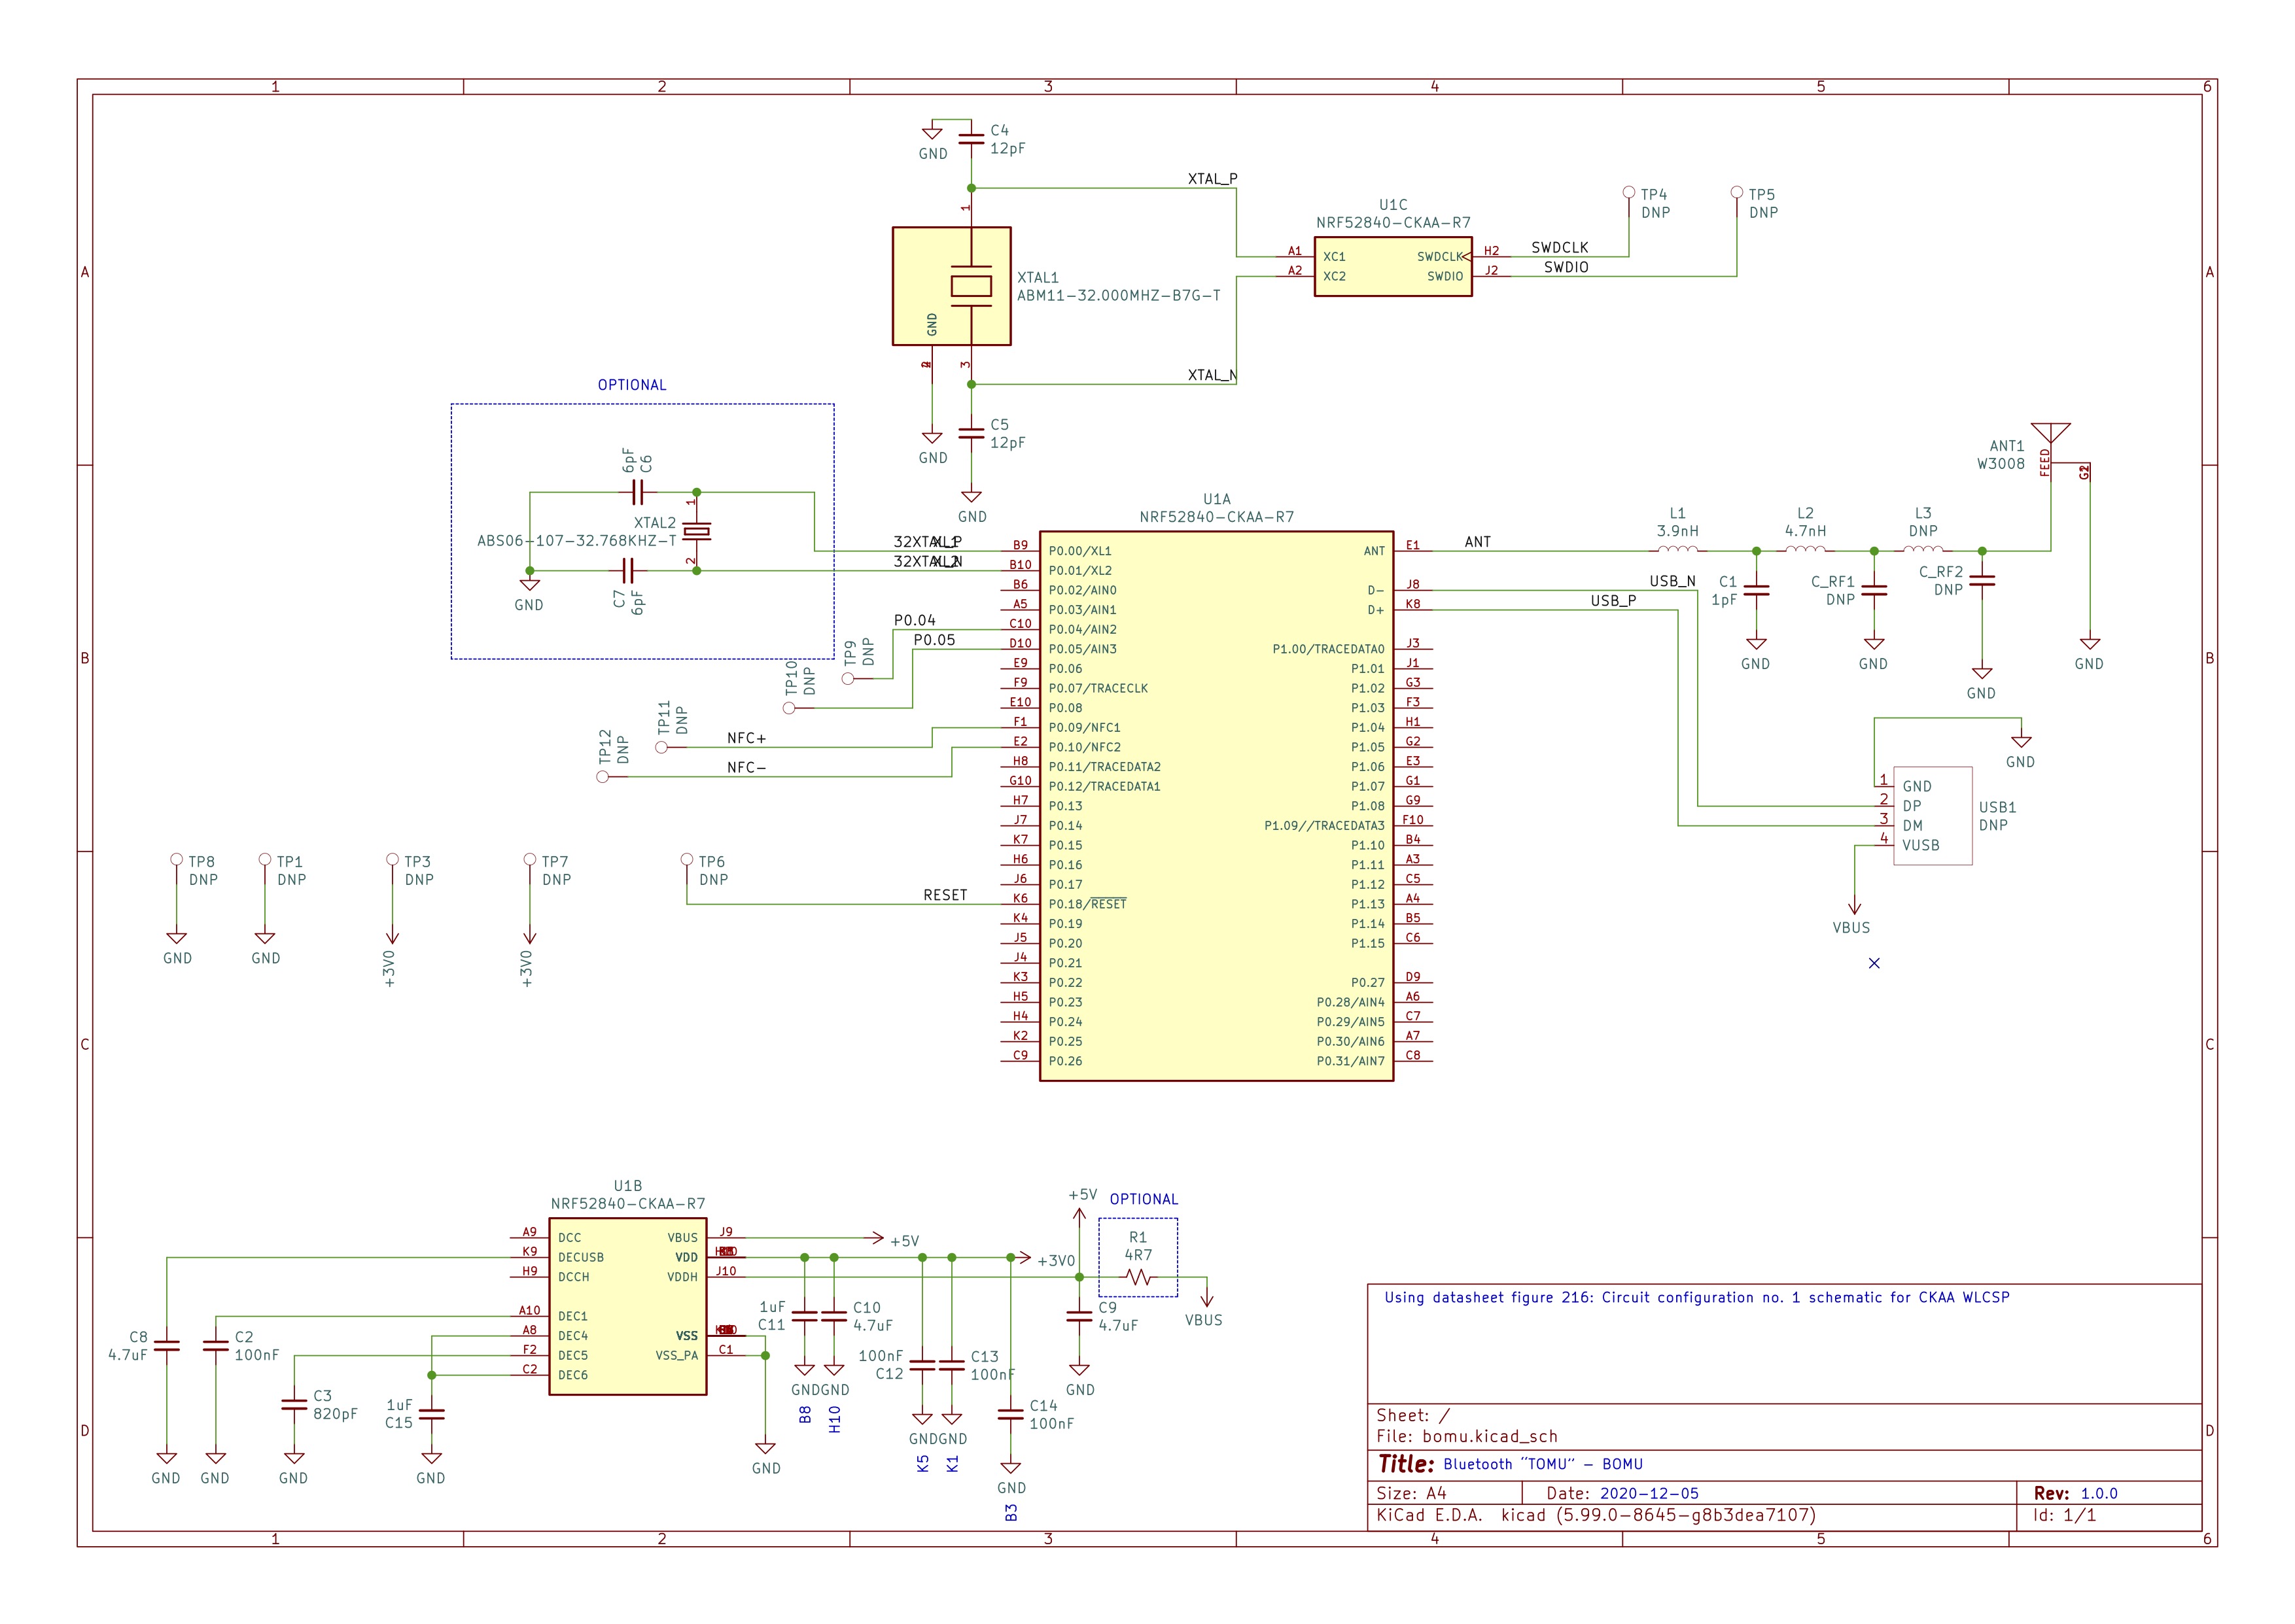 1 2 3 4 5 6
A
B
C
D
A
B
C
D
1 2 3 4 5 6
GND
C4
12pF
XTAL_P
1
XTAL1
ABM11-32.000MHZ-B7G-T
GND
3
XTAL_N
C5
12pF
GND
GND
U1C
NRF52840-CKAA-R7
A1 XC1
A2 XC2
SWDCLK H2
SWDIO J2
SWDCLK
SWDIO
TP4
DNP
TP5
DNP
OPTIONAL
6pF
C6
1
XTAL2
ABS06-107-32.768KHZ-T
2
C7
6pF
GND
32XTAL_P
32XTAL_N
P0.04
P0.05
TP9
DNP
TP10
DNP
TP11
DNP
TP12
DNP
NFC+
NFC-
RESET
TP8
DNP
GND
TP1
DNP
GND
TP3
DNP
+3V0
TP7
DNP
+3V0
TP6
DNP
U1A
NRF52840-CKAA-R7
B9 P0.00/XL1
B10 P0.01/XL2
B6 P0.02/AIN0
A5 P0.03/AIN1
C10 P0.04/AIN2
D10 P0.05/AIN3
E9 P0.06
F9 P0.07/TRACECLK
E10 P0.08
F1 P0.09/NFC1
E2 P0.10/NFC2
H8 P0.11/TRACEDATA2
G10 P0.12/TRACEDATA1
H7 P0.13
J7 P0.14
K7 P0.15
H6 P0.16
J6 P0.17
K6 P0.18/RESET
K4 P0.19
J5 P0.20
J4 P0.21
K3 P0.22
H5 P0.23
H4 P0.24
K2 P0.25
C9 P0.26
ANT E1
D- J8
D+ K8
P1.00/TRACEDATA0 J3
P1.01 J1
P1.02 G3
P1.03 F3
P1.04 H1
P1.05 G2
P1.06 E3
P1.07 G1
P1.08 G9
P1.09//TRACEDATA3 F10
P1.10 B4
P1.11 A3
P1.12 C5
P1.13 A4
P1.14 B5
P1.15 C6
P0.27 D9
P0.28/AIN4 A6
P0.29/AIN5 C7
P0.30/AIN6 A7
P0.31/AIN7 C8
ANT
USB_N
USB_P
L1
3.9nH
L2
4.7nH
L3
DNP
C1
1pF
GND
C_RF1
DNP
GND
C_RF2
DNP
GND
ANT1
W3008
FEED
GND
GND
1 GND
2 DP
3 DM
4 VUSB
USB1
DNP
VBUS
U1B
NRF52840-CKAA-R7
A9 DCC
K9 DECUSB
H9 DCCH
A10 DEC1
A8 DEC4
F2 DEC5
C2 DEC6
VBUS J9
VDD
VDDH J10
VSS
VSS_PA C1
C8
4.7uF
GND
C2
100nF
GND
C3
820pF
GND
1uF
C15
GND
GND
+5V
+3V0
1uF
C11
GND
B8
C10
4.7uF
GND
H10
100nF
C12
GND
K5
C13
100nF
GND
K1
C14
100nF
GND
B3
+5V
OPTIONAL
R1
4R7
VBUS
C9
4.7uF
GND
Using datasheet figure 216: Circuit configuration no. 1 schematic for CKAA WLCSP
Sheet: /
File: bomu.kicad_sch
Title: Bluetooth "TOMU" - BOMU
Size: A4 Date: 2020-12-05 Rev: 1.0.0
KiCad E.D.A. kicad (5.99.0-8645-g8b3dea7107) Id: 1/1